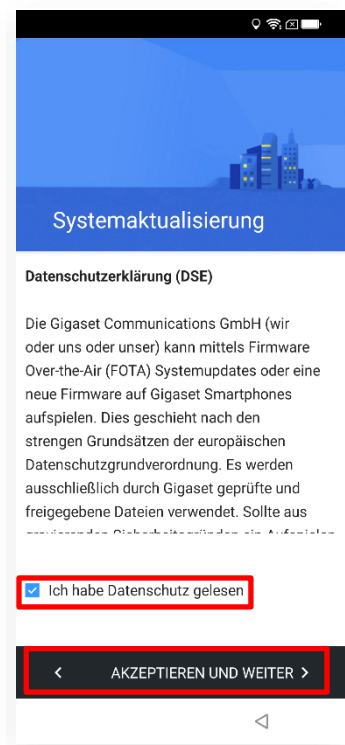 Systemaktualisierung
Datenschutzerklärung (DSE)
Die Gigaset Communications GmbH (wir
oder uns oder unser) kann mittels Firmware
Over-the-Air (FOTA) Systemupdates oder eine
neue Firmware auf Gigaset Smartphones
aufspielen. Dies geschieht nach den
strengen Grundsätzen der europäischen
Datenschutzgrundverordnung. Es werden
ausschließlich durch Gigaset geprüfte und
freigegebene Dateien verwendet. Sollte aus
Ich habe Datenschutz gelesen
AKZEPTIEREN UND WEITER